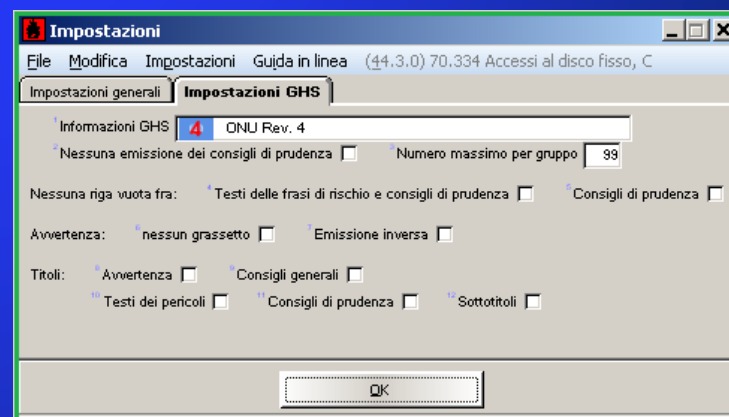 Impostazioni
File Modifica Impostazioni Guida in linea (44.3.0) 70.334 Accessi al disco fisso, C
Impostazioni generali Impostazioni GHS
1 Informazioni GHS 4 ONU Rev. 4
2 Nessuna emissione dei consigli di prudenza 3 Numero massimo per gruppo 99
Nessuna riga vuota fra: 4 Testi delle frasi di rischio e consigli di prudenza 5 Consigli di prudenza
Avvertenza: 6 nessun grassetto 7 Emissione inversa
Titoli: 8 Avvertenza 9 Consigli generali
10 Testi dei pericoli 11 Consigli di prudenza 12 Sottotitoli
OK